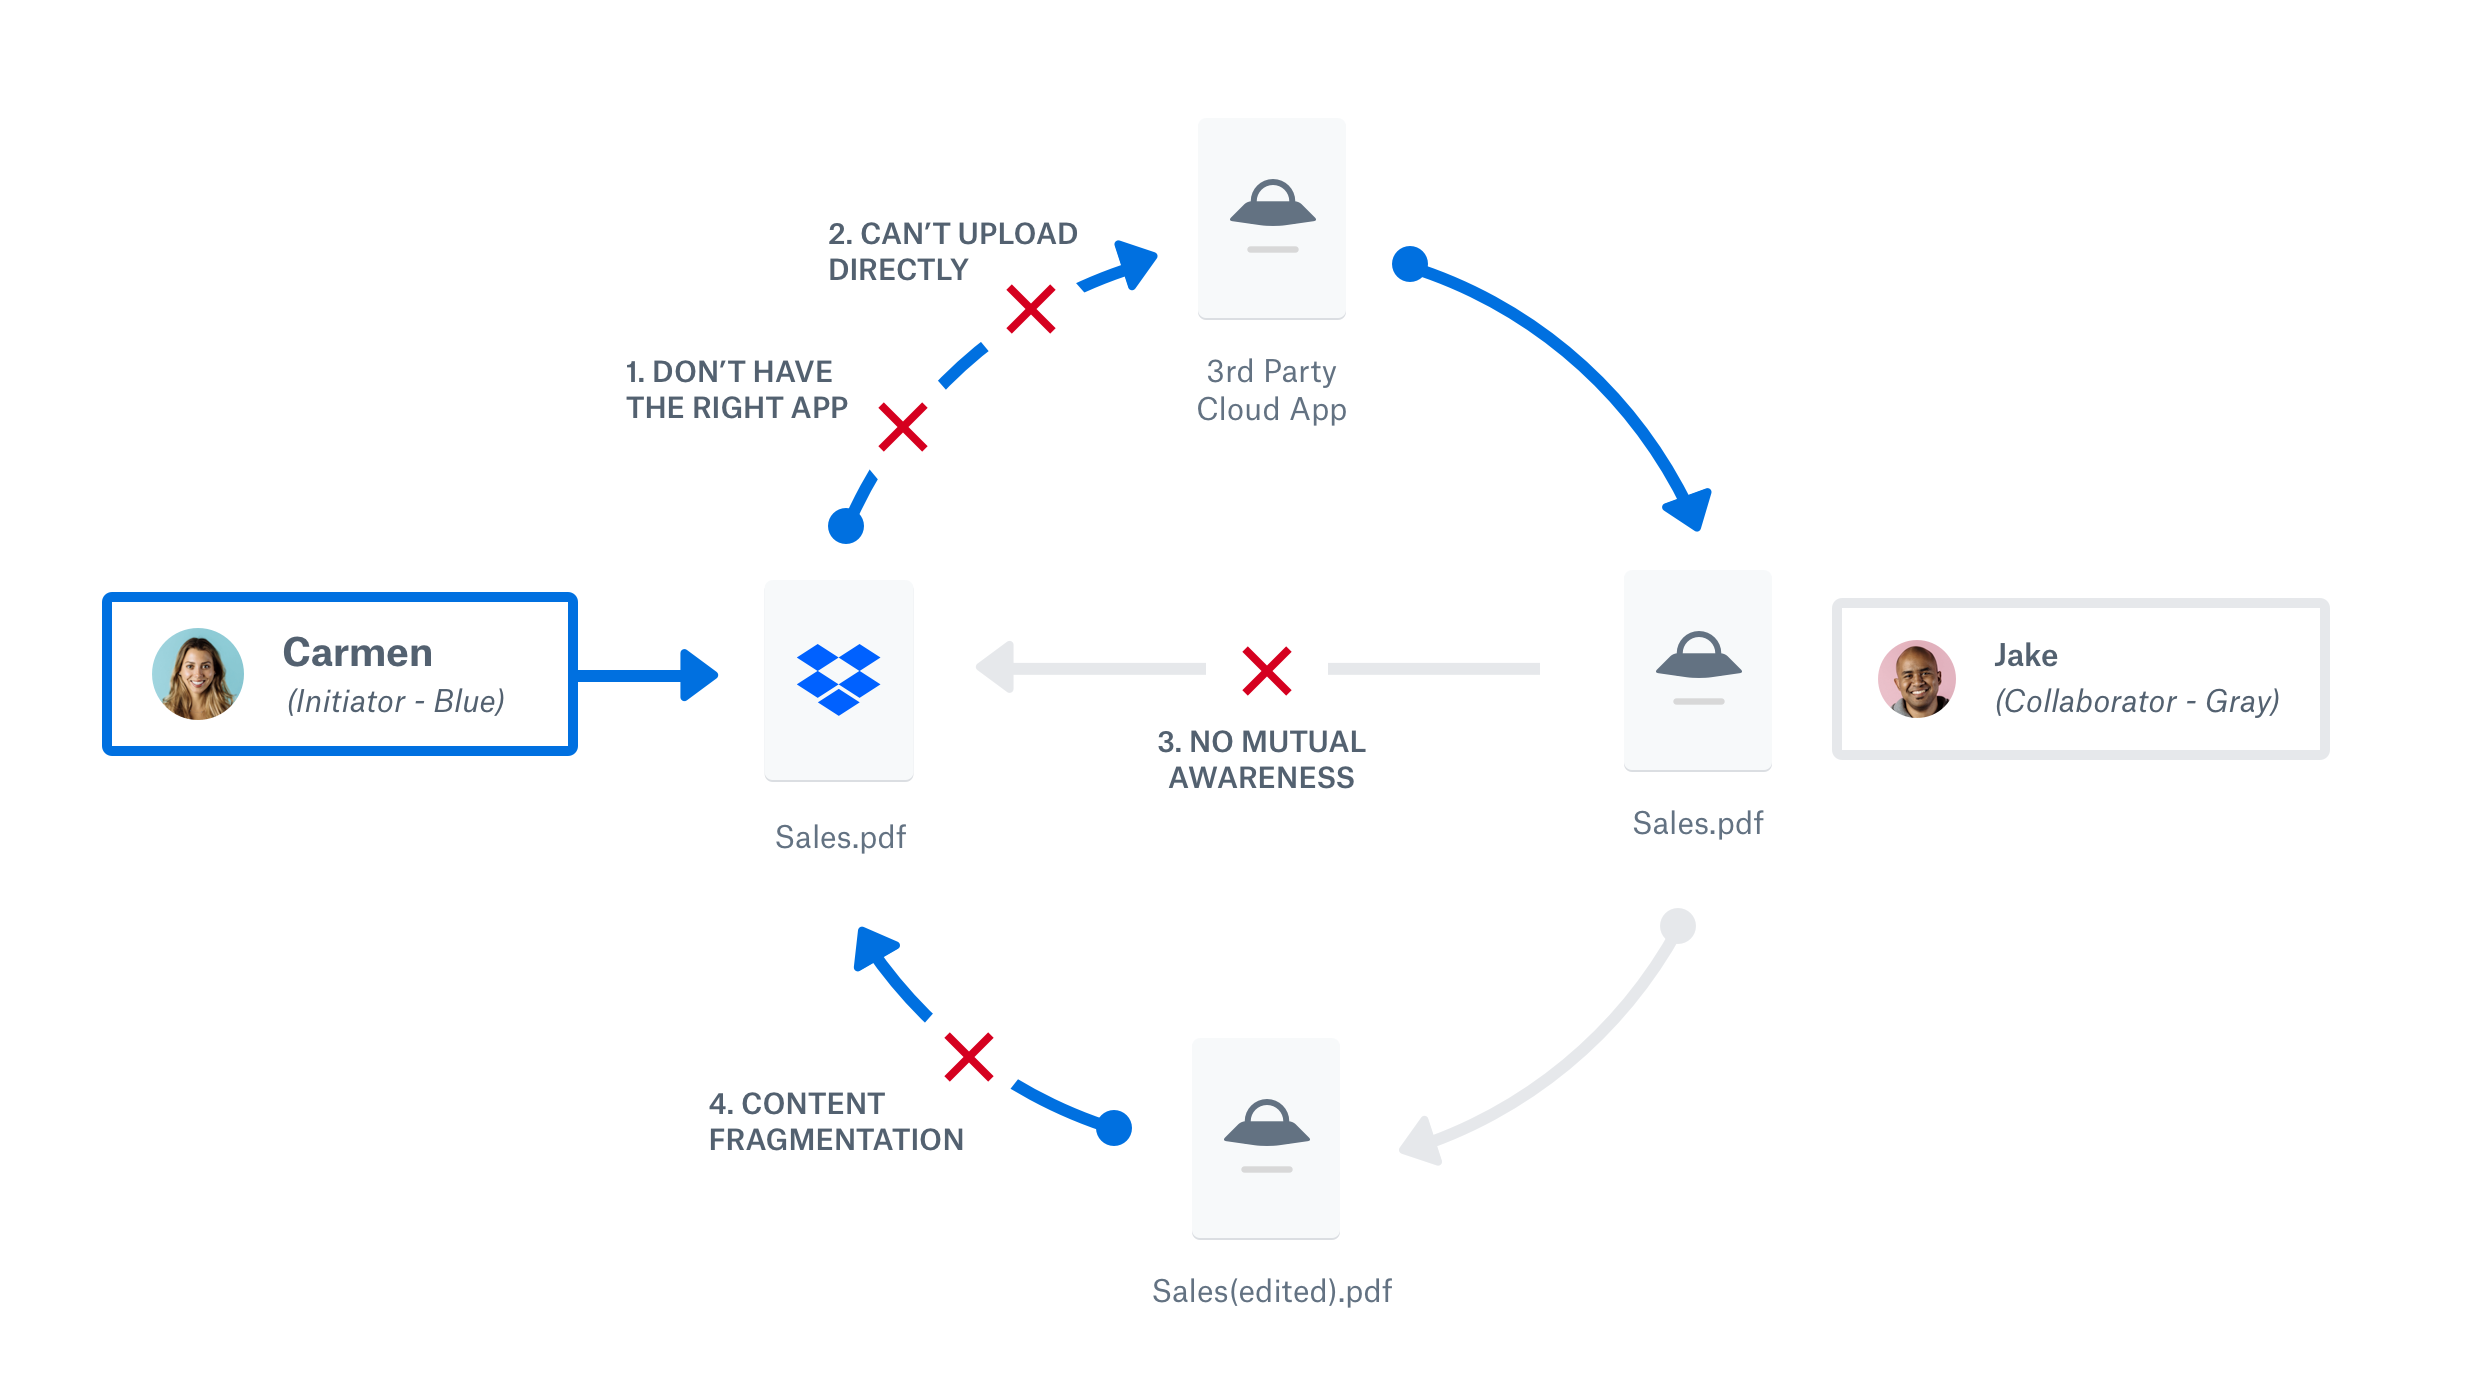 2. CAN’T UPLOAD
DIRECTLY
1. DON’T HAVE
THE RIGHT APP
3rd Party
Cloud App
Carmen
(Initiator - Blue)
Jake
(Collaborator - Gray)
3. NO MUTUAL
AWARENESS
Sales.pdf
Sales.pdf
4. CONTENT
FRAGMENTATION
Sales(edited).pdf